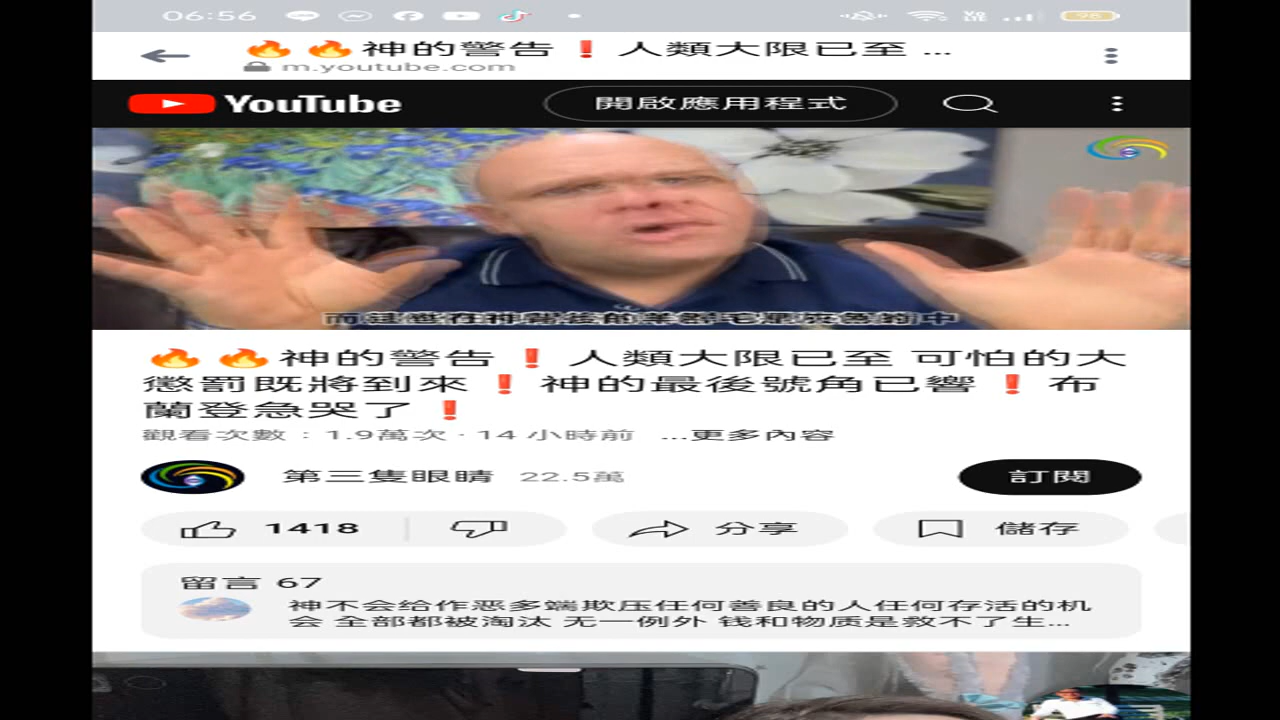 06:56
VO LTE 98
🔥🔥神的警告❗人類大限已至 ...
m.youtube.com
YouTube 開啟應用程式
🔥🔥神的警告❗人類大限已至 可怕的大
懲罰既將到來❗神的最後號角已響❗布
蘭登急哭了❗
觀看次數：1.9萬次 · 14 小時前 ...更多內容
第三隻眼睛 22.5萬 訂閱
1418 分享 儲存
留言 67
神不会给作恶多端欺压任何善良的人任何存活的机
会 全部都被淘汰 无一例外 钱和物质是救不了生...